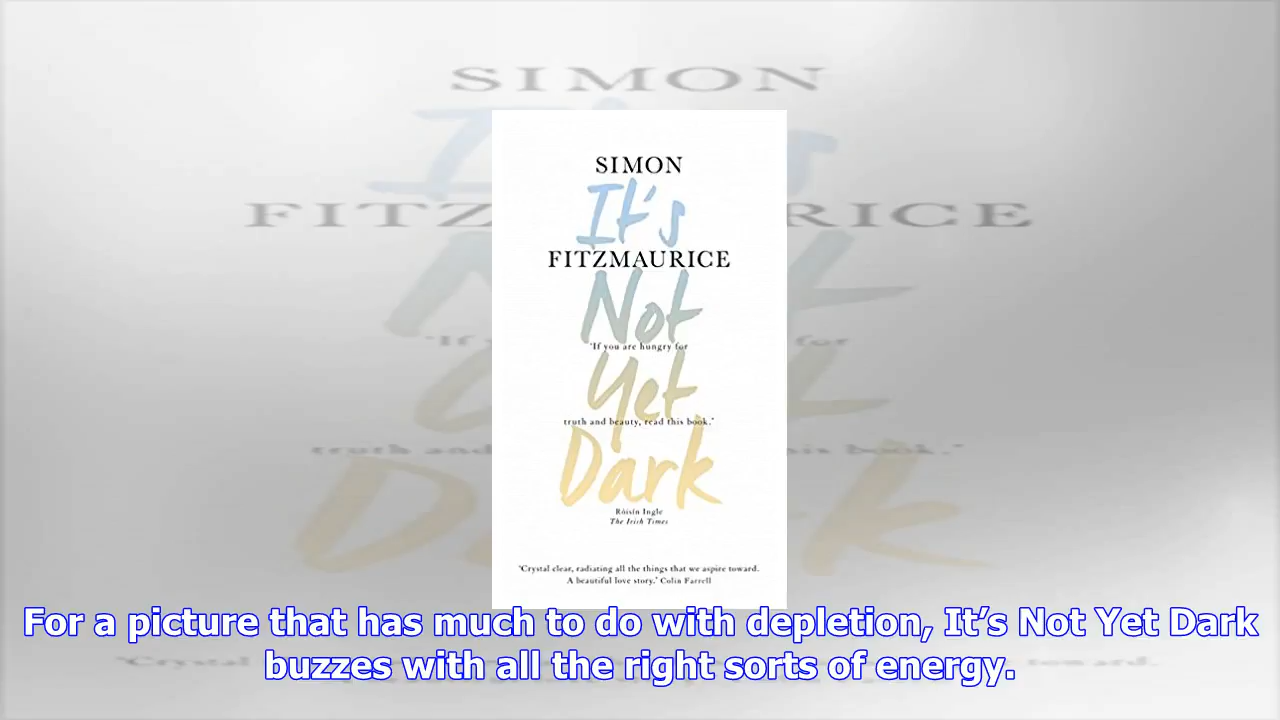 SIMON
It's
FITZMAURICE
Not
'If you are hungry for
Yet
truth and beauty, read this book.'
Dark
Róisín Ingle
The Irish Times
'Crystal clear, radiating all the things that we aspire toward.
A beautiful love story.' Colin Farrell
For a picture that has much to do with depletion, It’s Not Yet Dark
buzzes with all the right sorts of energy.